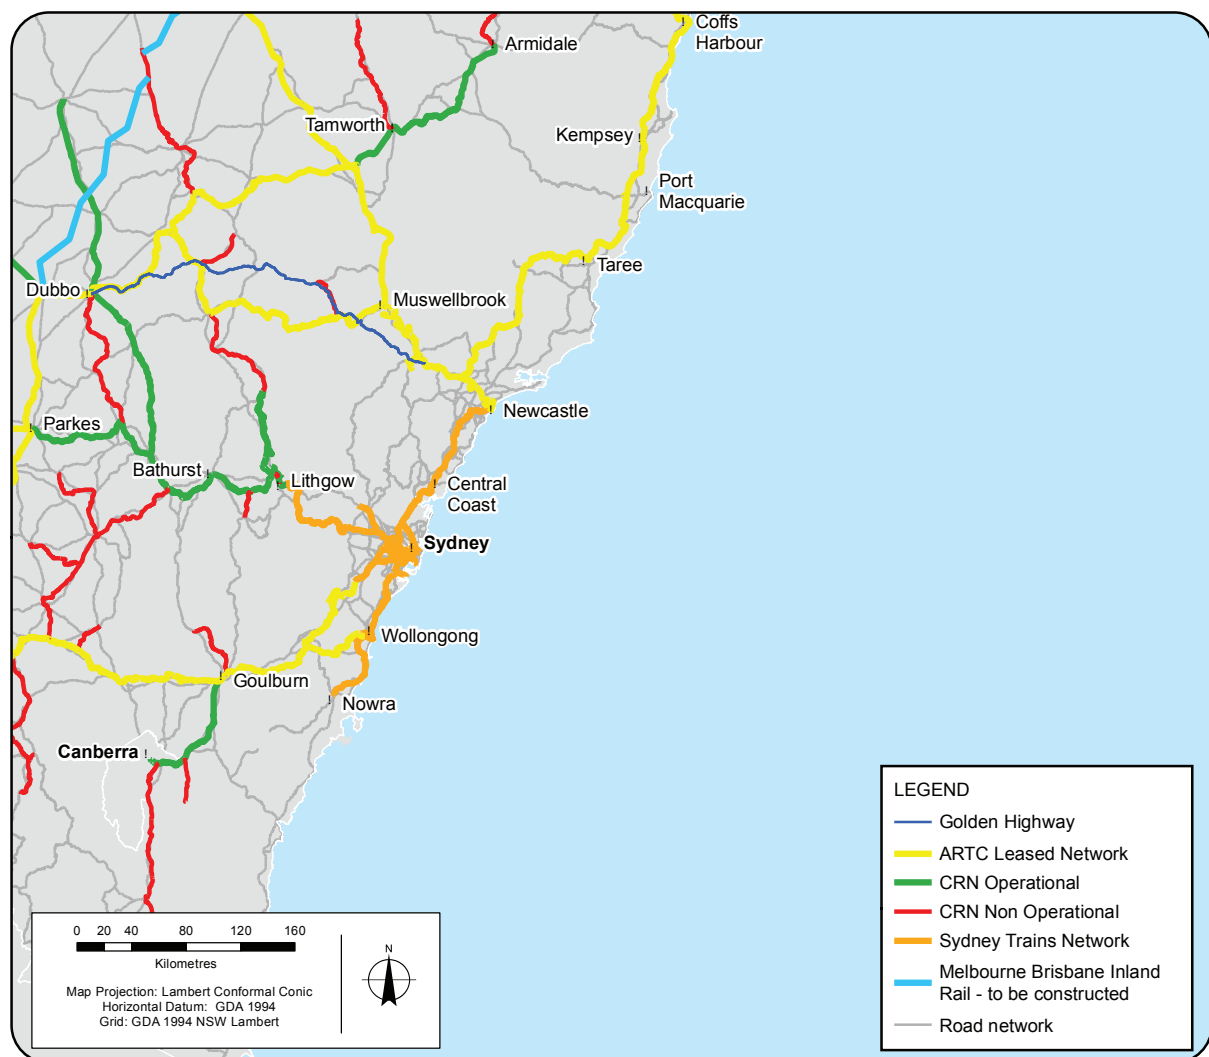 Coffs
Harbour
Armidale
Tamworth
Kempsey
Port
Macquarie
Taree
Dubbo
Muswellbrook
Newcastle
Parkes
Bathurst
Lithgow
Central
Coast
Sydney
Wollongong
Goulburn
Nowra
Canberra
LEGEND
Golden Highway
ARTC Leased Network
CRN Operational
CRN Non Operational
Sydney Trains Network
Melbourne Brisbane Inland
Rail - to be constructed
Road network
0 20 40 80 120 160
Kilometres
Map Projection: Lambert Conformal Conic
Horizontal Datum: GDA 1994
Grid: GDA 1994 NSW Lambert
N